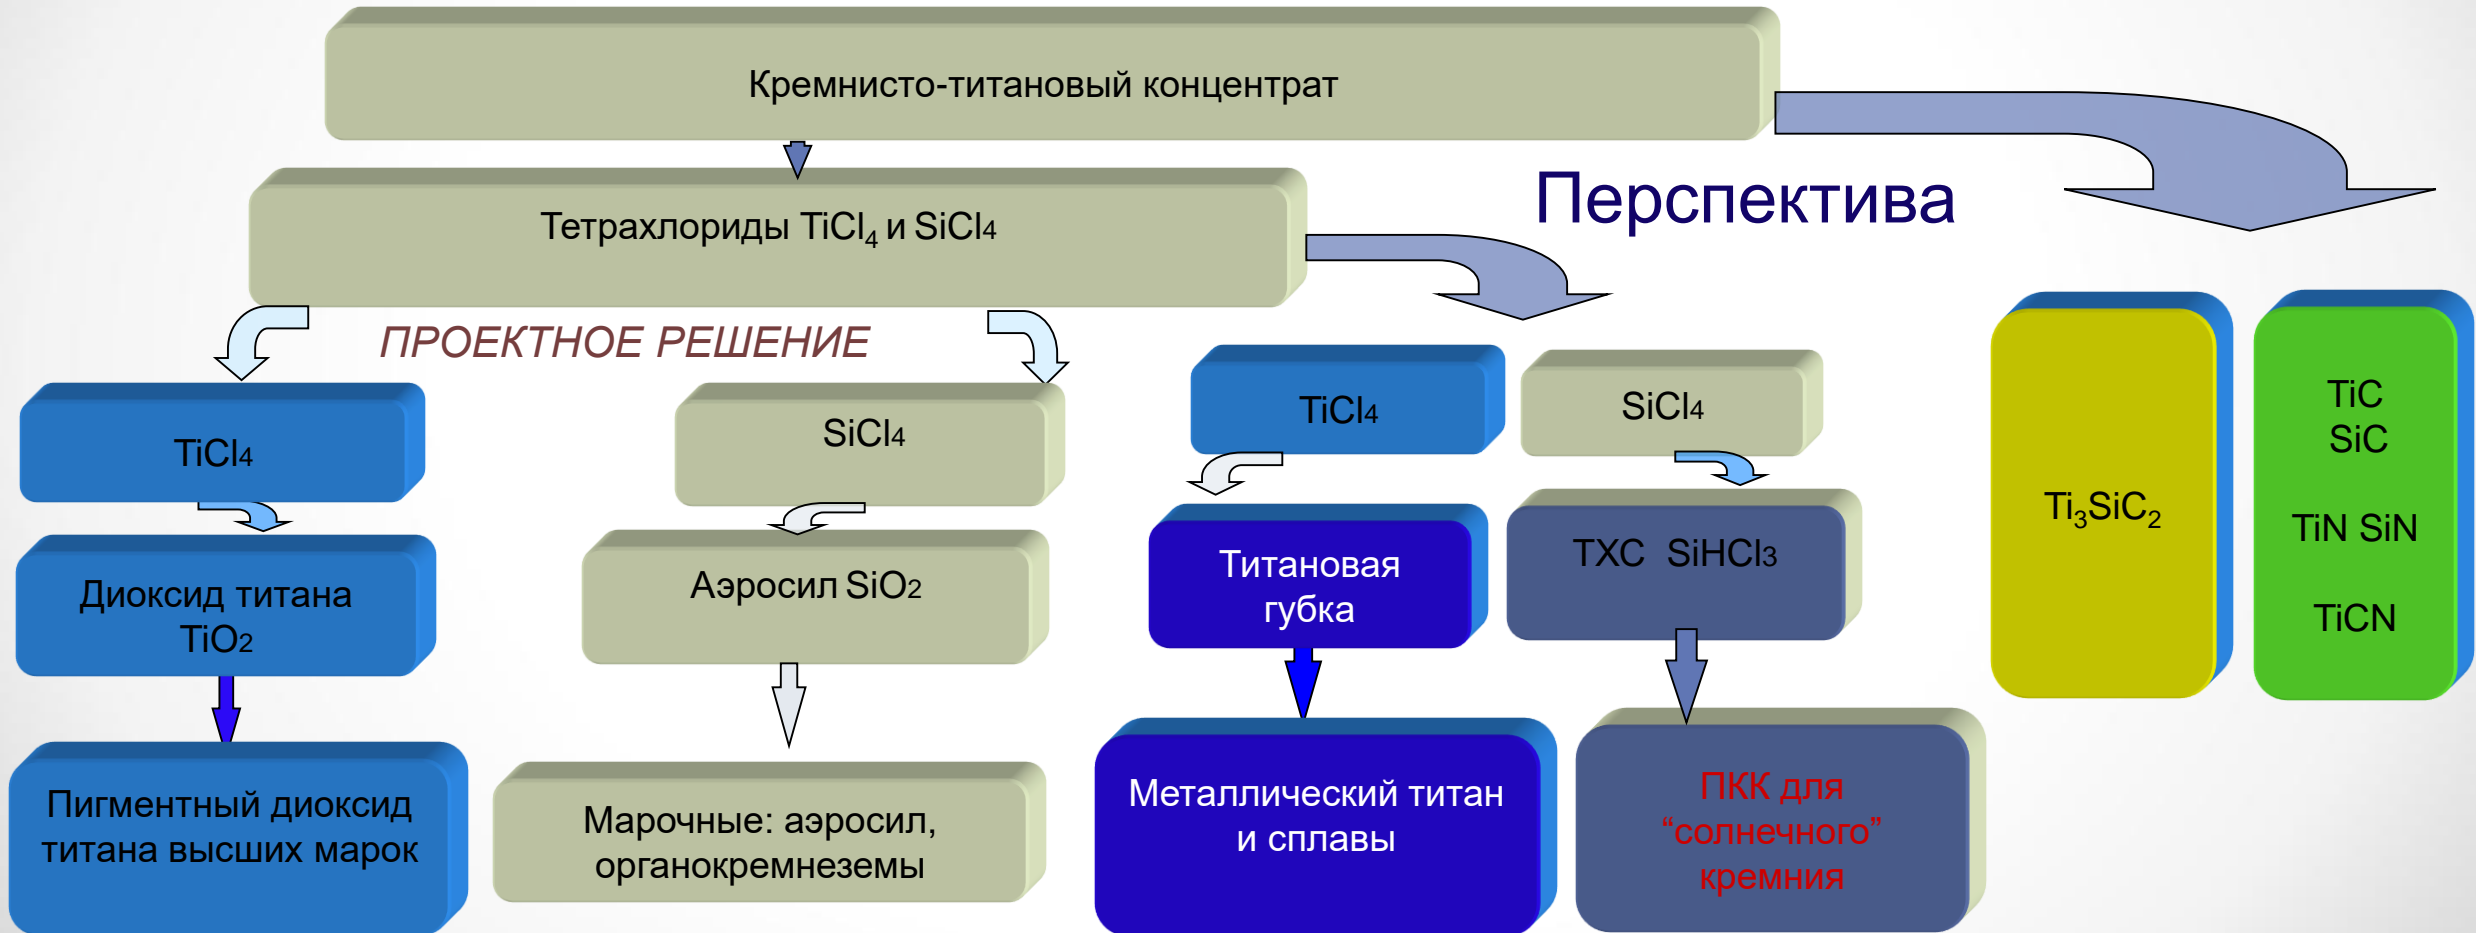 Кремнисто-титановый концентрат
Тетрахлориды TiCl₄ и SiCl4
Перспектива
ПРОЕКТНОЕ РЕШЕНИЕ
TiCl4
SiCl4
TiCl4
SiCl4
Диоксид титана
TiO2
Аэросил SiO2
Титановая
губка
ТХС SiHCl3
Пигментный диоксид
титана высших марок
Марочные: аэросил,
органокремнеземы
Металлический титан
и сплавы
ПКК для
“солнечного”
кремния
Ti₃SiC₂
TiC
SiC
TiN SiN
TiCN